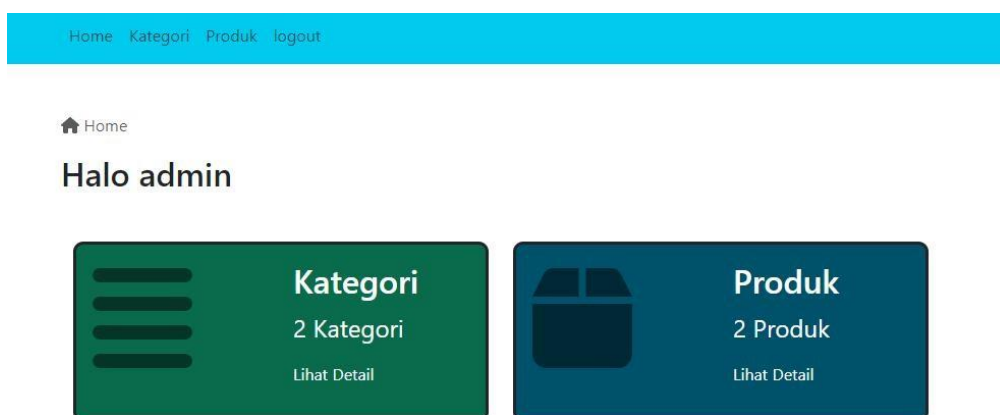 Home Kategori Produk logout
Home
Halo admin
Kategori
2 Kategori
Lihat Detail
Produk
2 Produk
Lihat Detail